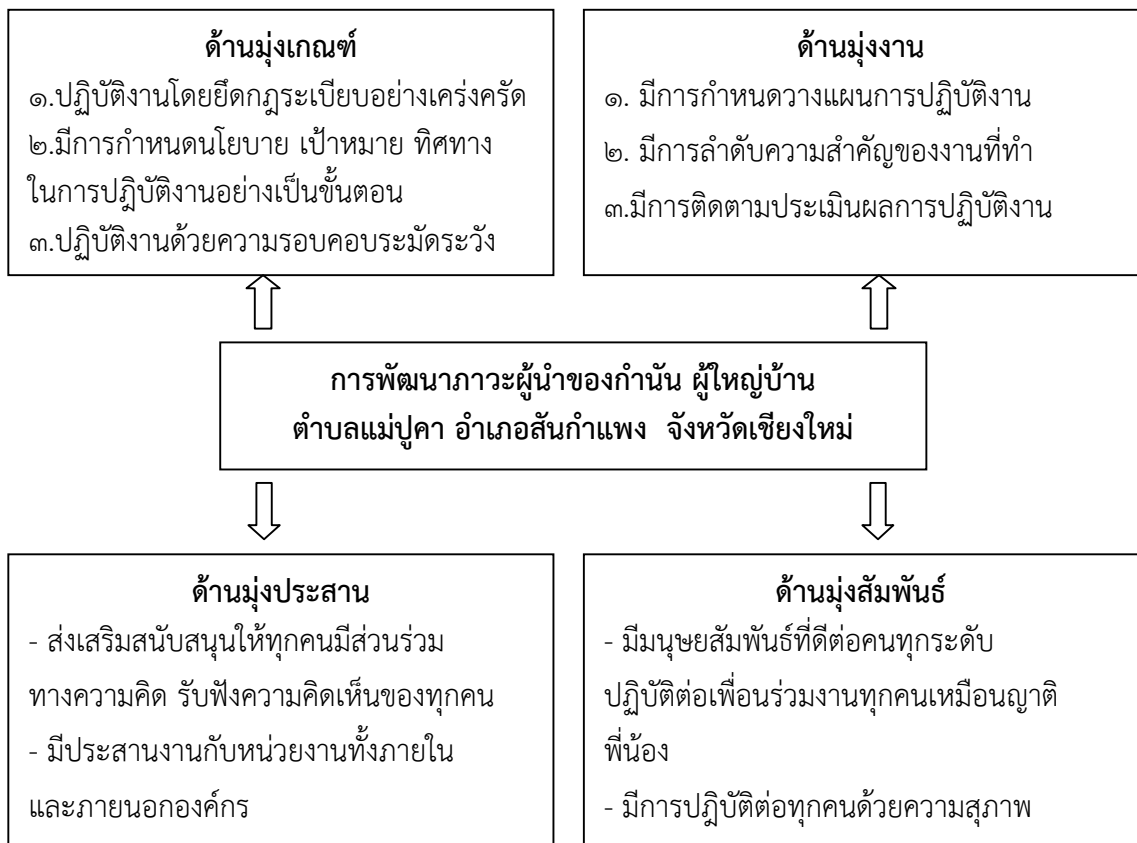 ด้านมุ่งเกณฑ์
๑.ปฏิบัติงานโดยยึดกฎระเบียบอย่างเคร่งครัด
๒.มีการกำหนดนโยบาย เป้าหมาย ทิศทาง
ในการปฎิบัติงานอย่างเป็นขั้นตอน
๓.ปฏิบัติงานด้วยความรอบคอบระมัดระวัง
ด้านมุ่งงาน
๑. มีการกำหนดวางแผนการปฏิบัติงาน
๒. มีการลำดับความสำคัญของงานที่ทำ
๓.มีการติดตามประเมินผลการปฏิบัติงาน
การพัฒนาภาวะผู้นำของกำนัน ผู้ใหญ่บ้าน
ตำบลแม่ปูคา อำเภอสันกำแพง จังหวัดเชียงใหม่
ด้านมุ่งประสาน
- ส่งเสริมสนับสนุนให้ทุกคนมีส่วนร่วม
ทางความคิด รับฟังความคิดเห็นของทุกคน
- มีประสานงานกับหน่วยงานทั้งภายใน
และภายนอกองค์กร
ด้านมุ่งสัมพันธ์
- มีมนุษยสัมพันธ์ที่ดีต่อคนทุกระดับ
ปฏิบัติต่อเพื่อนร่วมงานทุกคนเหมือนญาติ
พี่น้อง
- มีการปฎิบัติต่อทุกคนด้วยความสุภาพ